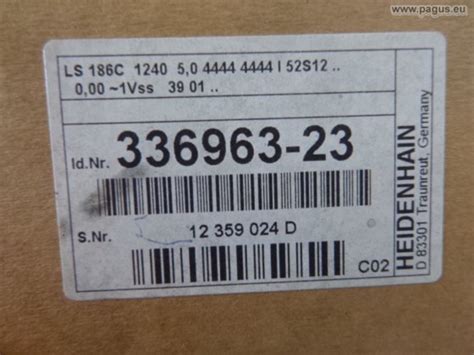 www.pagus.eu
LS 186C 1240 5,0 4444 4444 I 52S12 ..
0,00 ~1Vss 39 01 ..
Id.Nr. 336963-23
S.Nr. 12 359 024 D
C02
HEIDENHAIN
D 83301 Traunreut, Germany